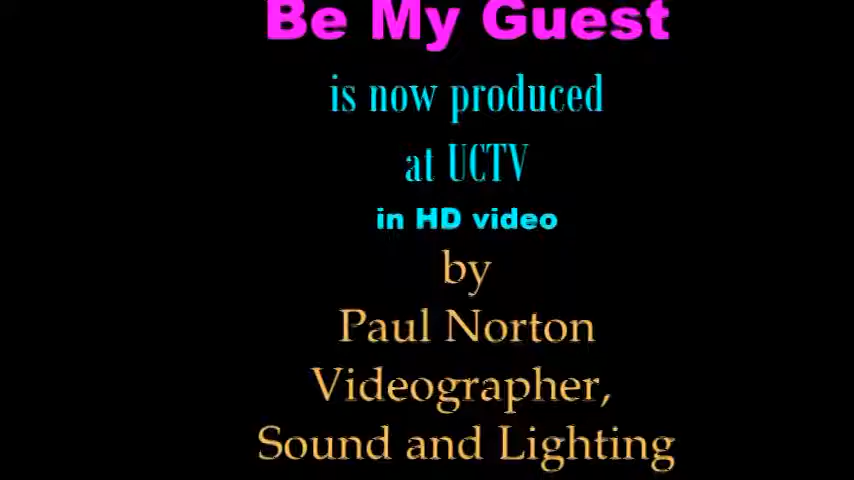 Be My Guest
is now produced
at UCTV
in HD video
by
Paul Norton
Videographer,
Sound and Lighting